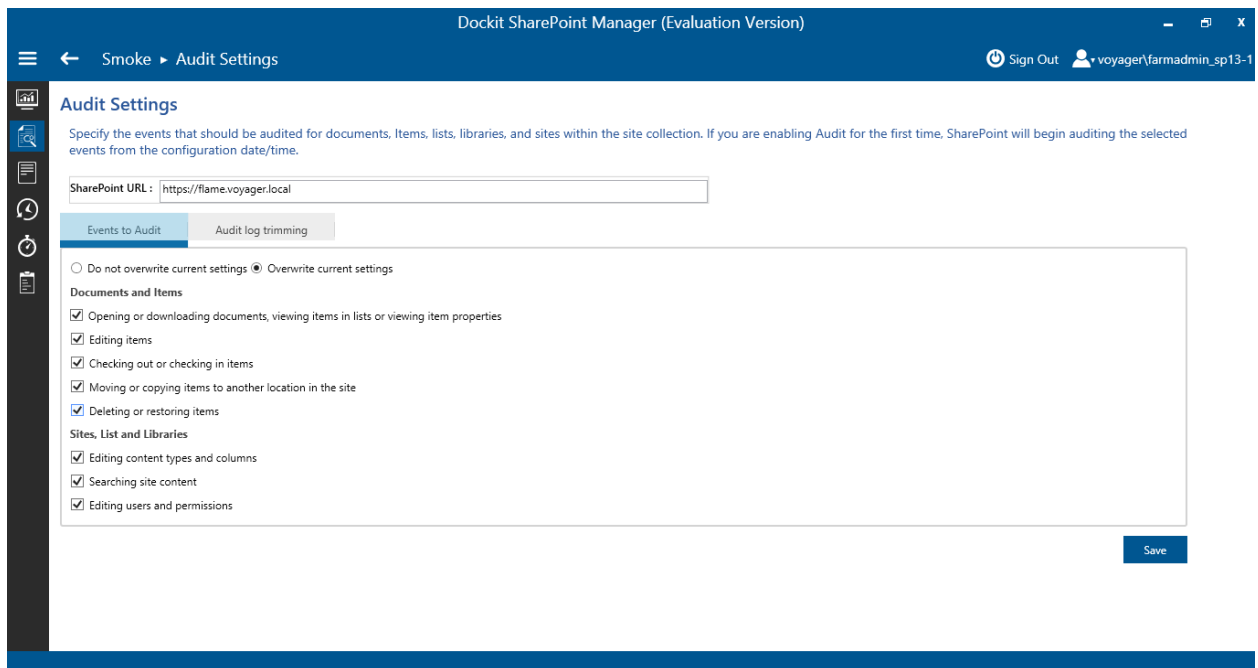 Dockit SharePoint Manager (Evaluation Version)
Smoke ▸ Audit Settings
Sign Out
voyager\farmadmin_sp13-1
Audit Settings
Specify the events that should be audited for documents, Items, lists, libraries, and sites within the site collection. If you are enabling Audit for the first time, SharePoint will begin auditing the selected
events from the configuration date/time.
SharePoint URL : https://flame.voyager.local
Events to Audit
Audit log trimming
Do not overwrite current settings Overwrite current settings
Documents and Items
Opening or downloading documents, viewing items in lists or viewing item properties
Editing items
Checking out or checking in items
Moving or copying items to another location in the site
Deleting or restoring items
Sites, List and Libraries
Editing content types and columns
Searching site content
Editing users and permissions
Save